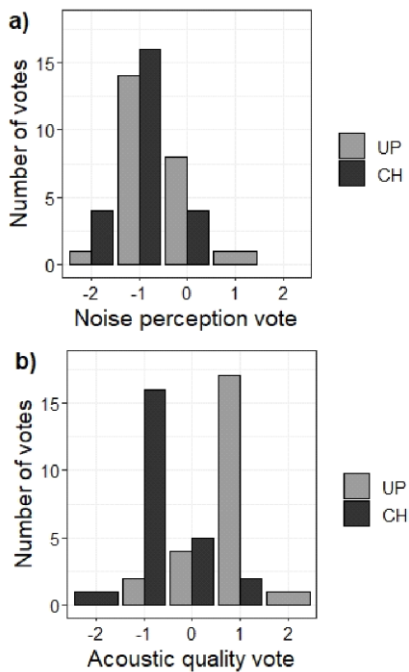 a)
Number of votes
15
10
5
0
-2 -1 0 1 2
Noise perception vote
UP
CH
b)
Number of votes
15
10
5
0
-2 -1 0 1 2
Acoustic quality vote
UP
CH